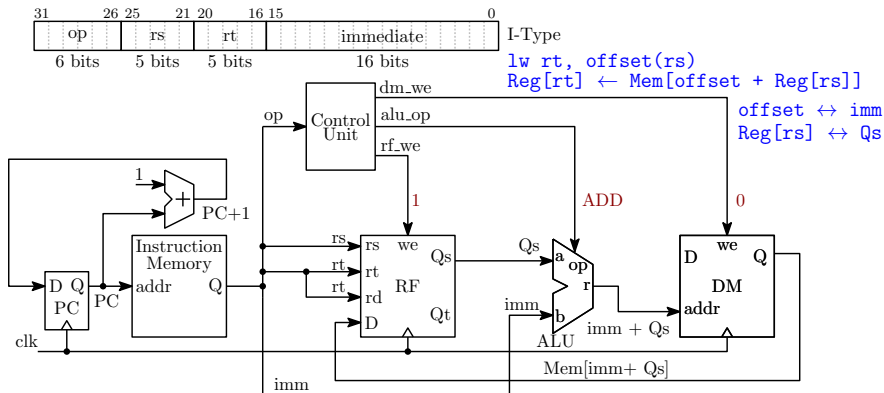 31 26 25 21 20 16 15 0
op rs rt immediate I-Type
6 bits 5 bits 5 bits 16 bits
lw rt, offset(rs)
Reg[rt] ← Mem[offset + Reg[rs]]
offset ↔ imm
Reg[rs] ↔ Qs
dm_we
op Control Unit alu_op
rf_we
1 + PC+1
1 ADD 0
Instruction Memory
addr Q
D Q PC
PC
clk
rs rs we Qs
rt rt RF
rt rd
D Qt
Qs a op r
imm b
ALU
imm + Qs
we
D Q
DM
addr
Mem[imm+ Qs]
imm